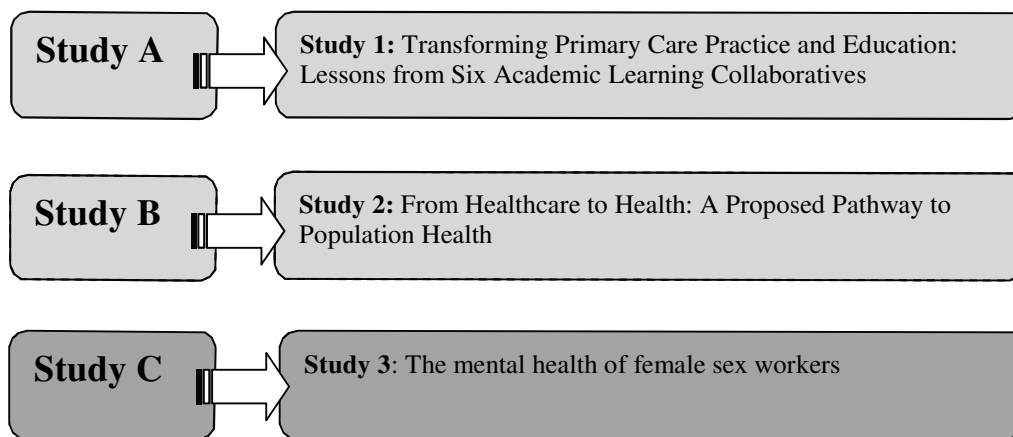 Study A
Study 1: Transforming Primary Care Practice and Education:
Lessons from Six Academic Learning Collaboratives
Study B
Study 2: From Healthcare to Health: A Proposed Pathway to
Population Health
Study C
Study 3: The mental health of female sex workers